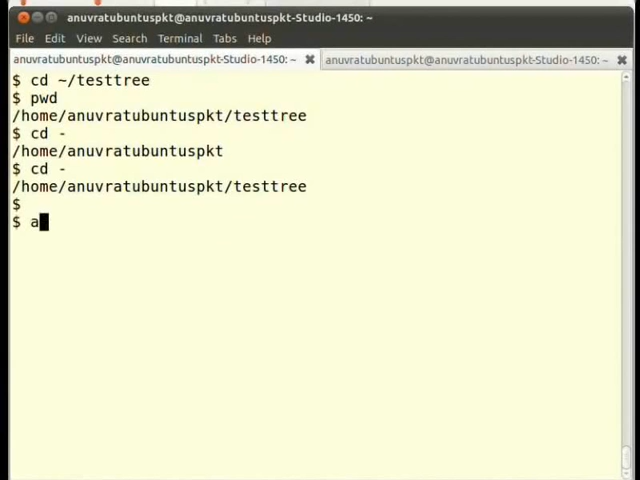 anuvratubuntuspkt@anuvratubuntuspkt-Studio-1450: ~
File Edit View Search Terminal Tabs Help
anuvratubuntuspkt@anuvratubuntuspkt-Studio-1450: ~ anuvratubuntuspkt@anuvratubuntuspkt-Studio-1450: ~
$ cd ~/testtree
$ pwd
/home/anuvratubuntuspkt/testtree
$ cd -
/home/anuvratubuntuspkt
$ cd -
/home/anuvratubuntuspkt/testtree
$
$ a